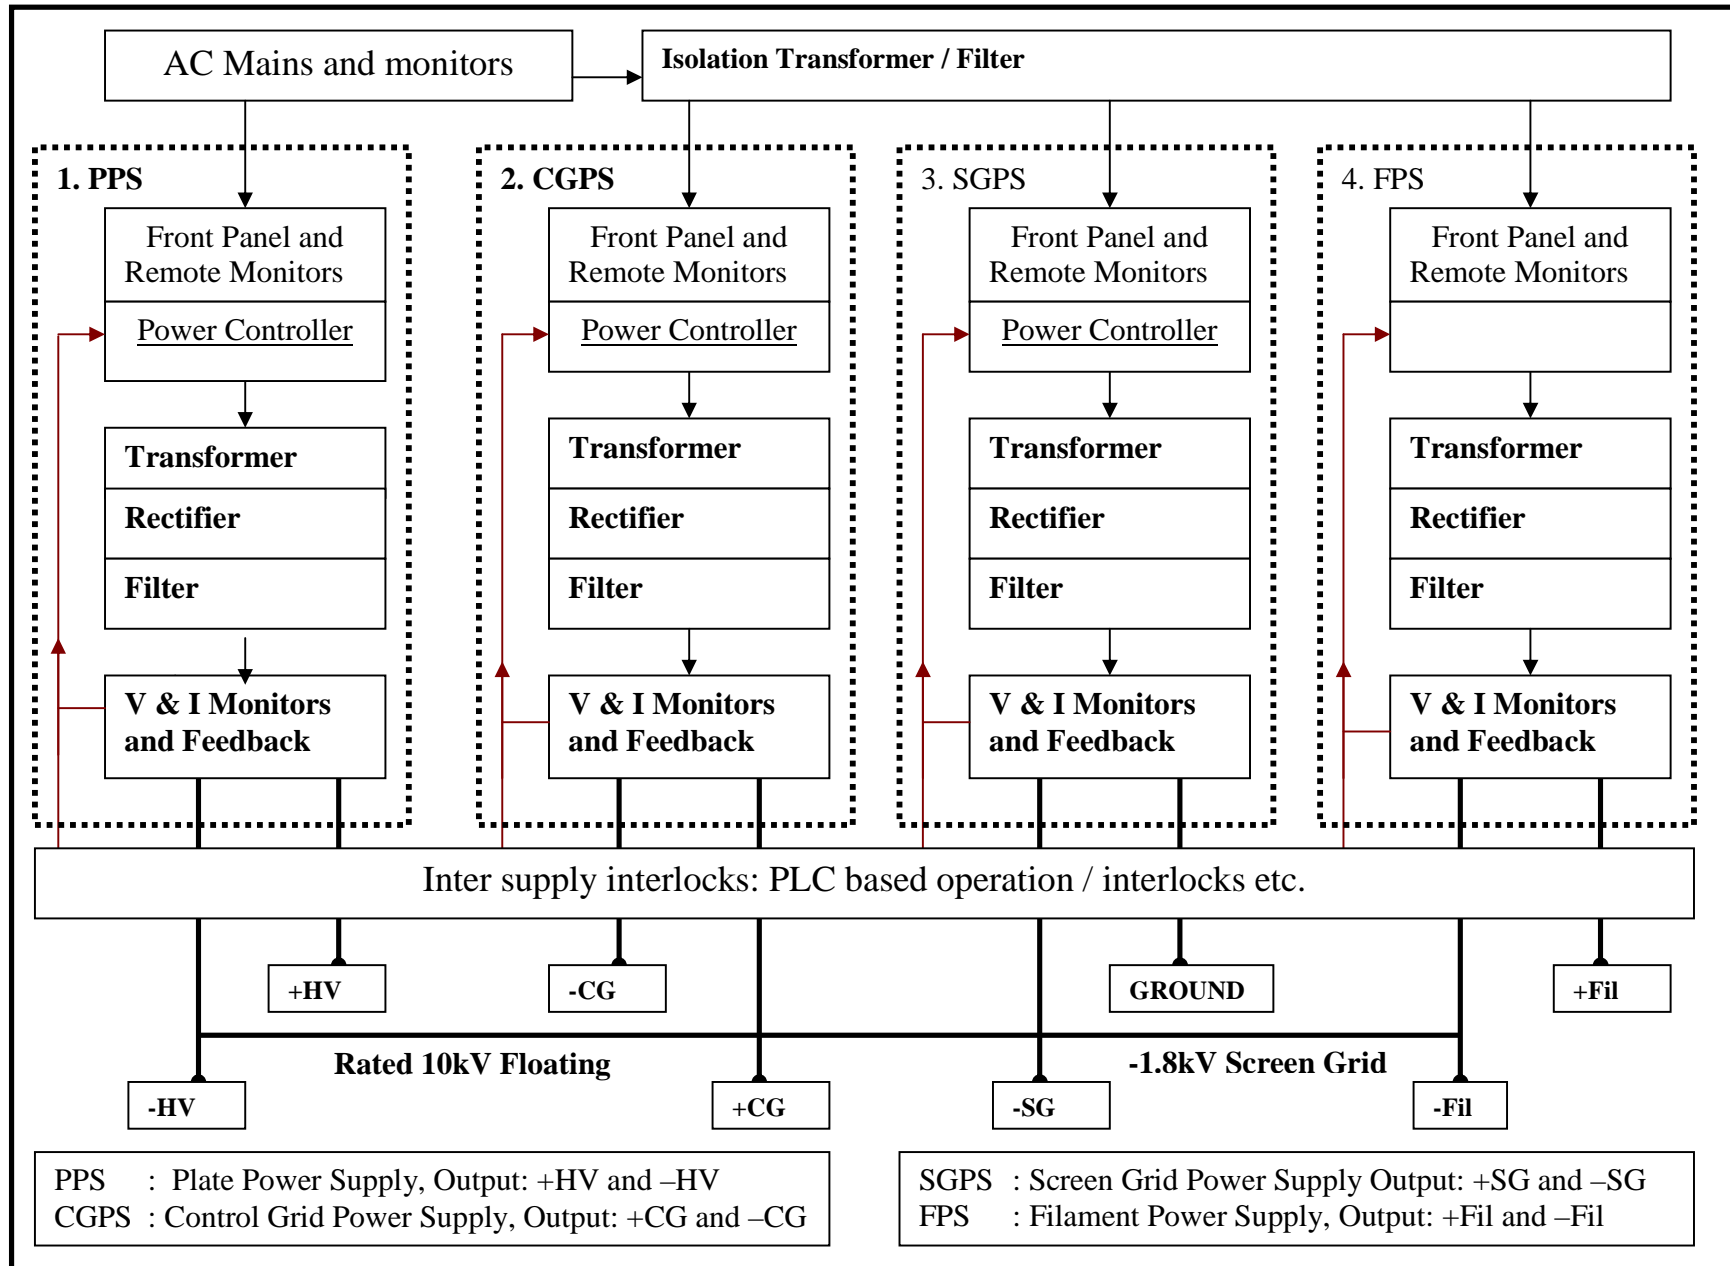 AC Mains and monitors
Isolation Transformer / Filter
1. PPS
Front Panel and
Remote Monitors
Power Controller
Transformer
Rectifier
Filter
V & I Monitors
and Feedback
2. CGPS
Front Panel and
Remote Monitors
Power Controller
Transformer
Rectifier
Filter
V & I Monitors
and Feedback
3. SGPS
Front Panel and
Remote Monitors
Power Controller
Transformer
Rectifier
Filter
V & I Monitors
and Feedback
4. FPS
Front Panel and
Remote Monitors
Transformer
Rectifier
Filter
V & I Monitors
and Feedback
Inter supply interlocks: PLC based operation / interlocks etc.
+HV
-CG
GROUND
+Fil
Rated 10kV Floating
-1.8kV Screen Grid
-HV
+CG
-SG
-Fil
PPS : Plate Power Supply, Output: +HV and –HV
CGPS : Control Grid Power Supply, Output: +CG and –CG
SGPS : Screen Grid Power Supply Output: +SG and –SG
FPS : Filament Power Supply, Output: +Fil and –Fil